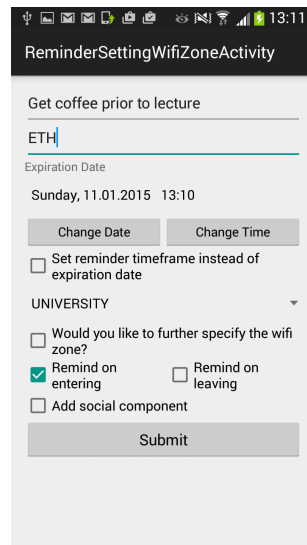 13:11
ReminderSettingWifiZoneActivity
Get coffee prior to lecture
ETH
Expiration Date
Sunday, 11.01.2015 13:10
Change Date Change Time
Set reminder timeframe instead of
expiration date
UNIVERSITY
Would you like to further specify the wifi
zone?
Remind on
entering
Remind on
leaving
Add social component
Submit